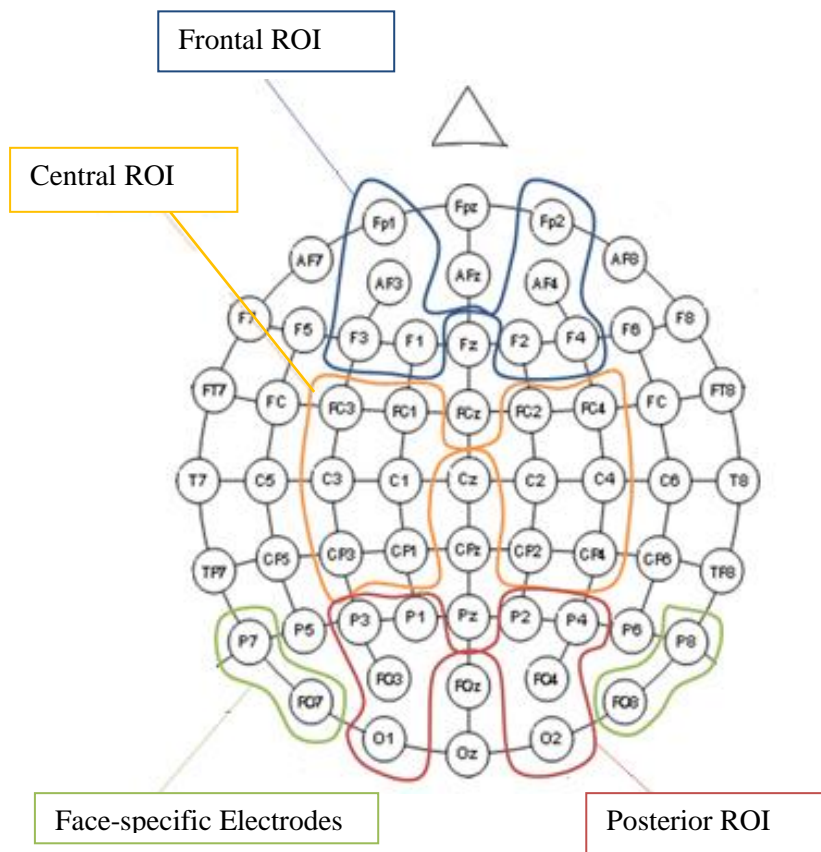 Frontal ROI
Central ROI
Fp1 Fpz Fp2
AF7 AF3 AFz AF4 AF8
F7 F5 F3 F1 Fz F2 F4 F6 F8
FT7 FC FC3 FC1 FCz FC2 FC4 FC FT8
T7 C5 C3 C1 Cz C2 C4 C6 T8
TP7 CP5 CP3 CP1 CPz CP2 CP4 CP6 TP8
P7 P5 P3 P1 Pz P2 P4 P6 P8
PO7 PO3 POz PO4 PO8
O1 Oz O2
Face-specific Electrodes
Posterior ROI